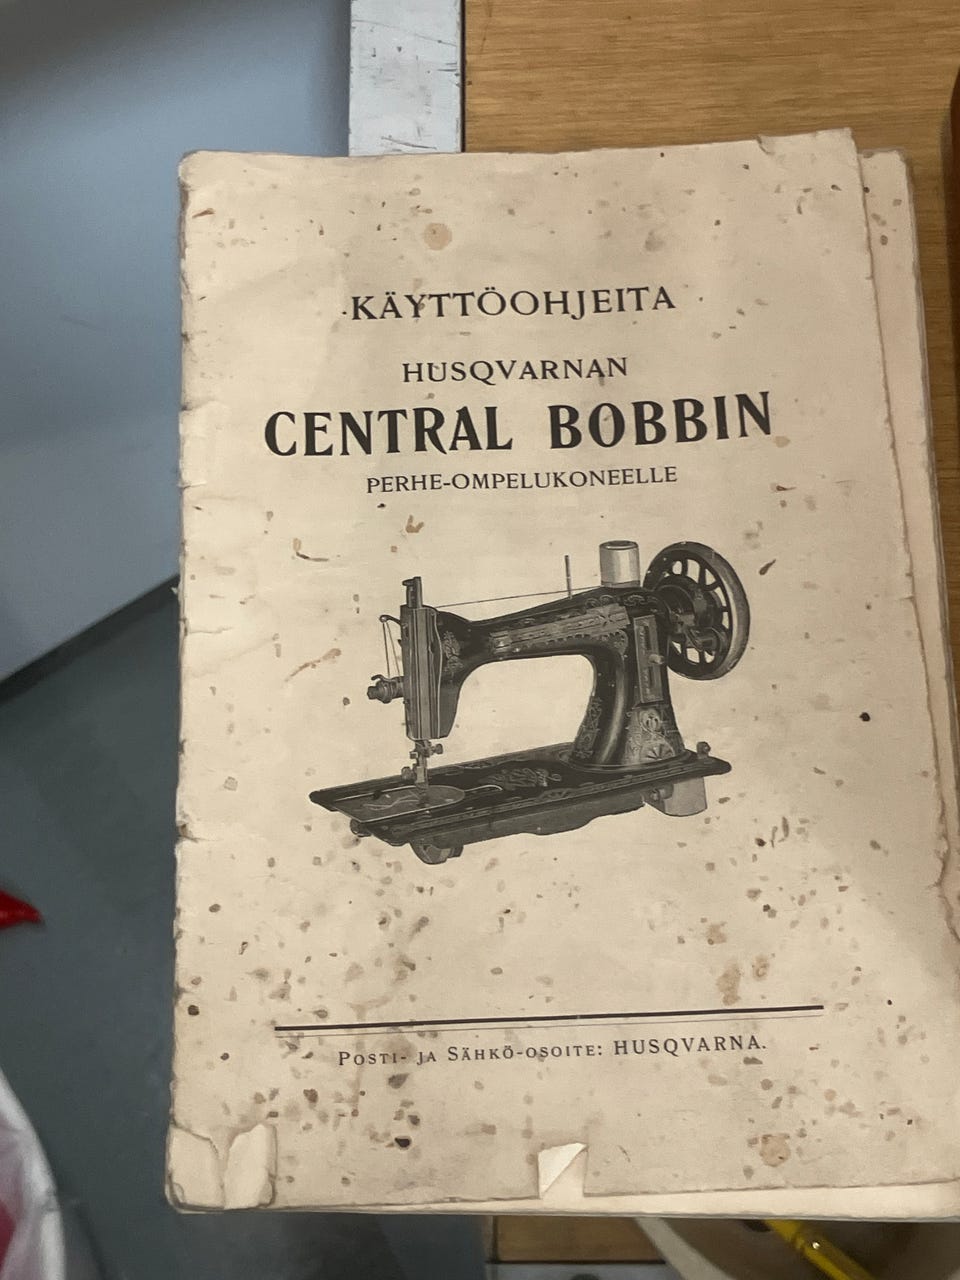 KÄYTTÖOHJEITA
HUSQVARNAN
CENTRAL BOBBIN
PERHE-OMPELUKONEELLE
POSTI- JA SÄHKÖ-OSOITE: HUSQVARNA.